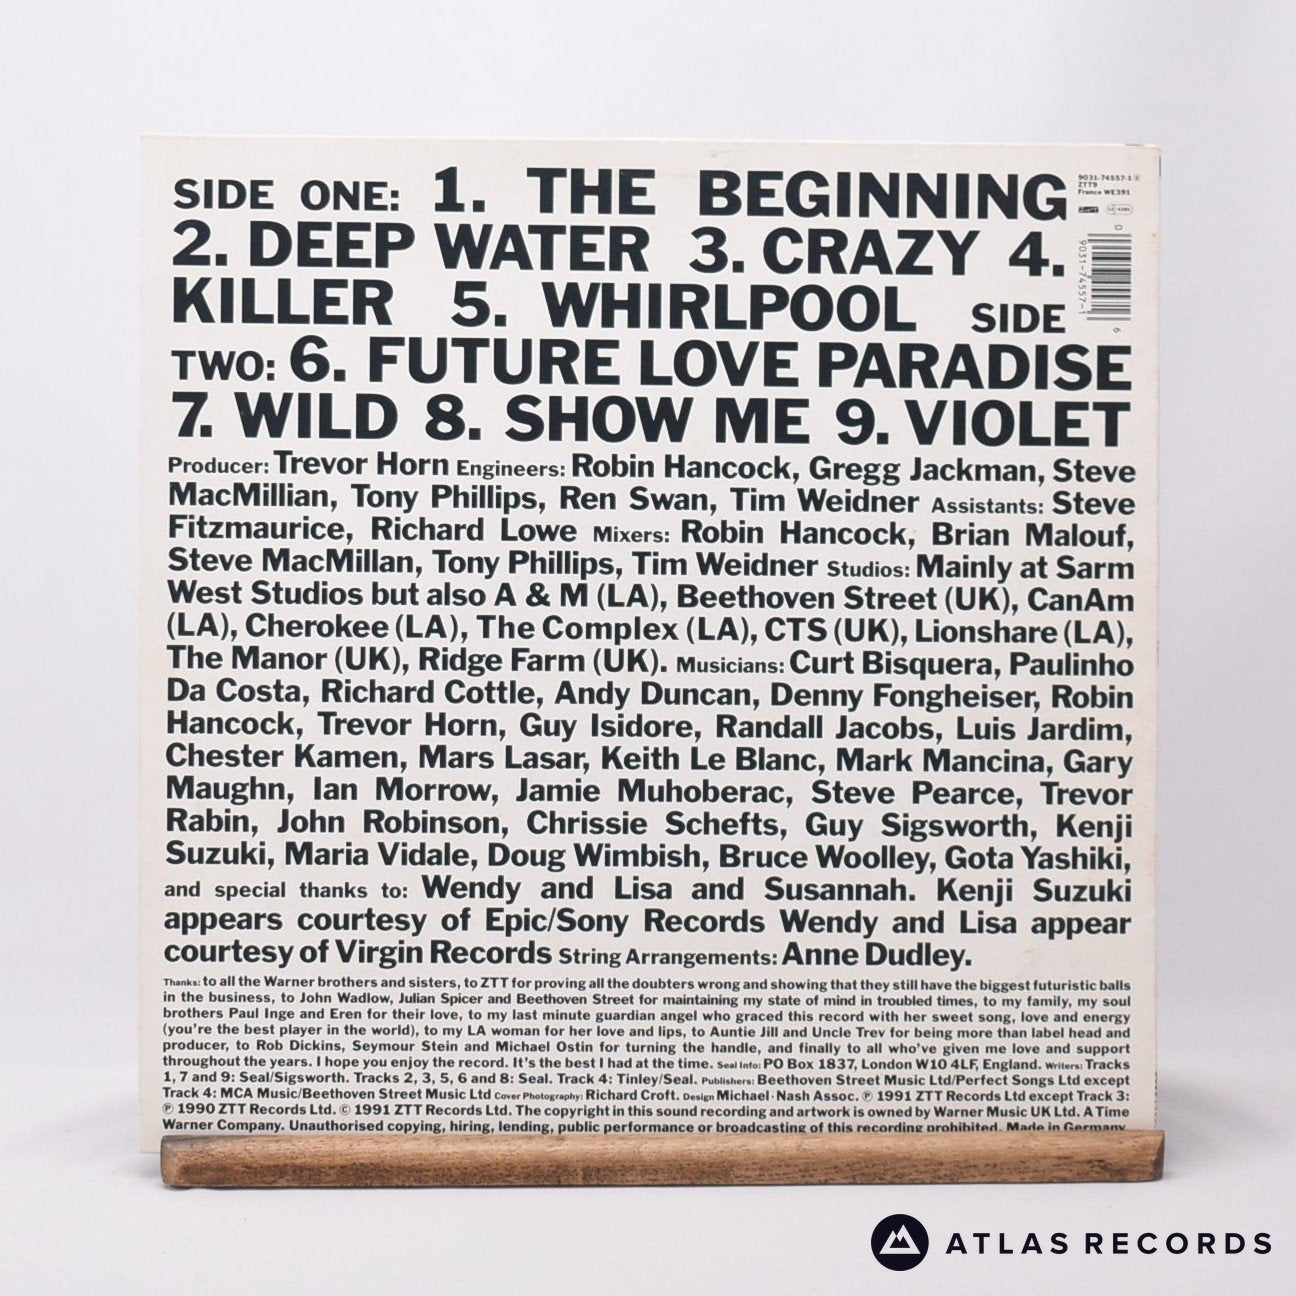 SIDE ONE: 1. THE BEGINNING
2. DEEP WATER 3. CRAZY 4.
KILLER 5. WHIRLPOOL SIDE
TWO: 6. FUTURE LOVE PARADISE
7. WILD 8. SHOW ME 9. VIOLET
9031-74557-1
ZTT9
France WE391
0
9031-74557-1
6
Producer: Trevor Horn Engineers: Robin Hancock, Gregg Jackman, Steve
MacMillian, Tony Phillips, Ren Swan, Tim Weidner Assistants: Steve
Fitzmaurice, Richard Lowe Mixers: Robin Hancock, Brian Malouf,
Steve MacMillan, Tony Phillips, Tim Weidner Studios: Mainly at Sarm
West Studios but also A & M (LA), Beethoven Street (UK), CanAm
(LA), Cherokee (LA), The Complex (LA), CTS (UK), Lionshare (LA),
The Manor (UK), Ridge Farm (UK). Musicians: Curt Bisquera, Paulinho
Da Costa, Richard Cottle, Andy Duncan, Denny Fongheiser, Robin
Hancock, Trevor Horn, Guy Isidore, Randall Jacobs, Luis Jardim,
Chester Kamen, Mars Lasar, Keith Le Blanc, Mark Mancina, Gary
Maughn, Ian Morrow, Jamie Muhoberac, Steve Pearce, Trevor
Rabin, John Robinson, Chrissie Schefts, Guy Sigsworth, Kenji
Suzuki, Maria Vidale, Doug Wimbish, Bruce Woolley, Gota Yashiki,
and special thanks to: Wendy and Lisa and Susannah. Kenji Suzuki
appears courtesy of Epic/Sony Records Wendy and Lisa appear
courtesy of Virgin Records String Arrangements: Anne Dudley.
Thanks: to all the Warner brothers and sisters, to ZTT for proving all the doubters wrong and showing that they still have the biggest futuristic balls
in the business, to John Wadlow, Julian Spicer and Beethoven Street for maintaining my state of mind in troubled times, to my family, my soul
brothers Paul Inge and Eren for their love, to my last minute guardian angel who graced this record with her sweet song, love and energy
(you're the best player in the world), to my LA woman for her love and lips, to Auntie Jill and Uncle Trev for being more than label head and
producer, to Rob Dickins, Seymour Stein and Michael Ostin for turning the handle, and finally to all who've given me love and support
throughout the years. I hope you enjoy the record. It's the best I had at the time. Seal Info: PO Box 1837, London W10 4LF, England. Writers: Tracks
1, 7 and 9: Seal/Sigsworth. Tracks 2, 3, 5, 6 and 8: Seal. Track 4: Tinley/Seal. Publishers: Beethoven Street Music Ltd/Perfect Songs Ltd except
Track 4: MCA Music/Beethoven Street Music Ltd Cover Photography: Richard Croft. Design Michael·Nash Assoc. ℗ 1991 ZTT Records Ltd except Track 3:
℗ 1990 ZTT Records Ltd. © 1991 ZTT Records Ltd. The copyright in this sound recording and artwork is owned by Warner Music UK Ltd. A Time
Warner Company. Unauthorised copying, hiring, lending, public performance or broadcasting of this recording prohibited. Made in Germany.
ATLAS RECORDS